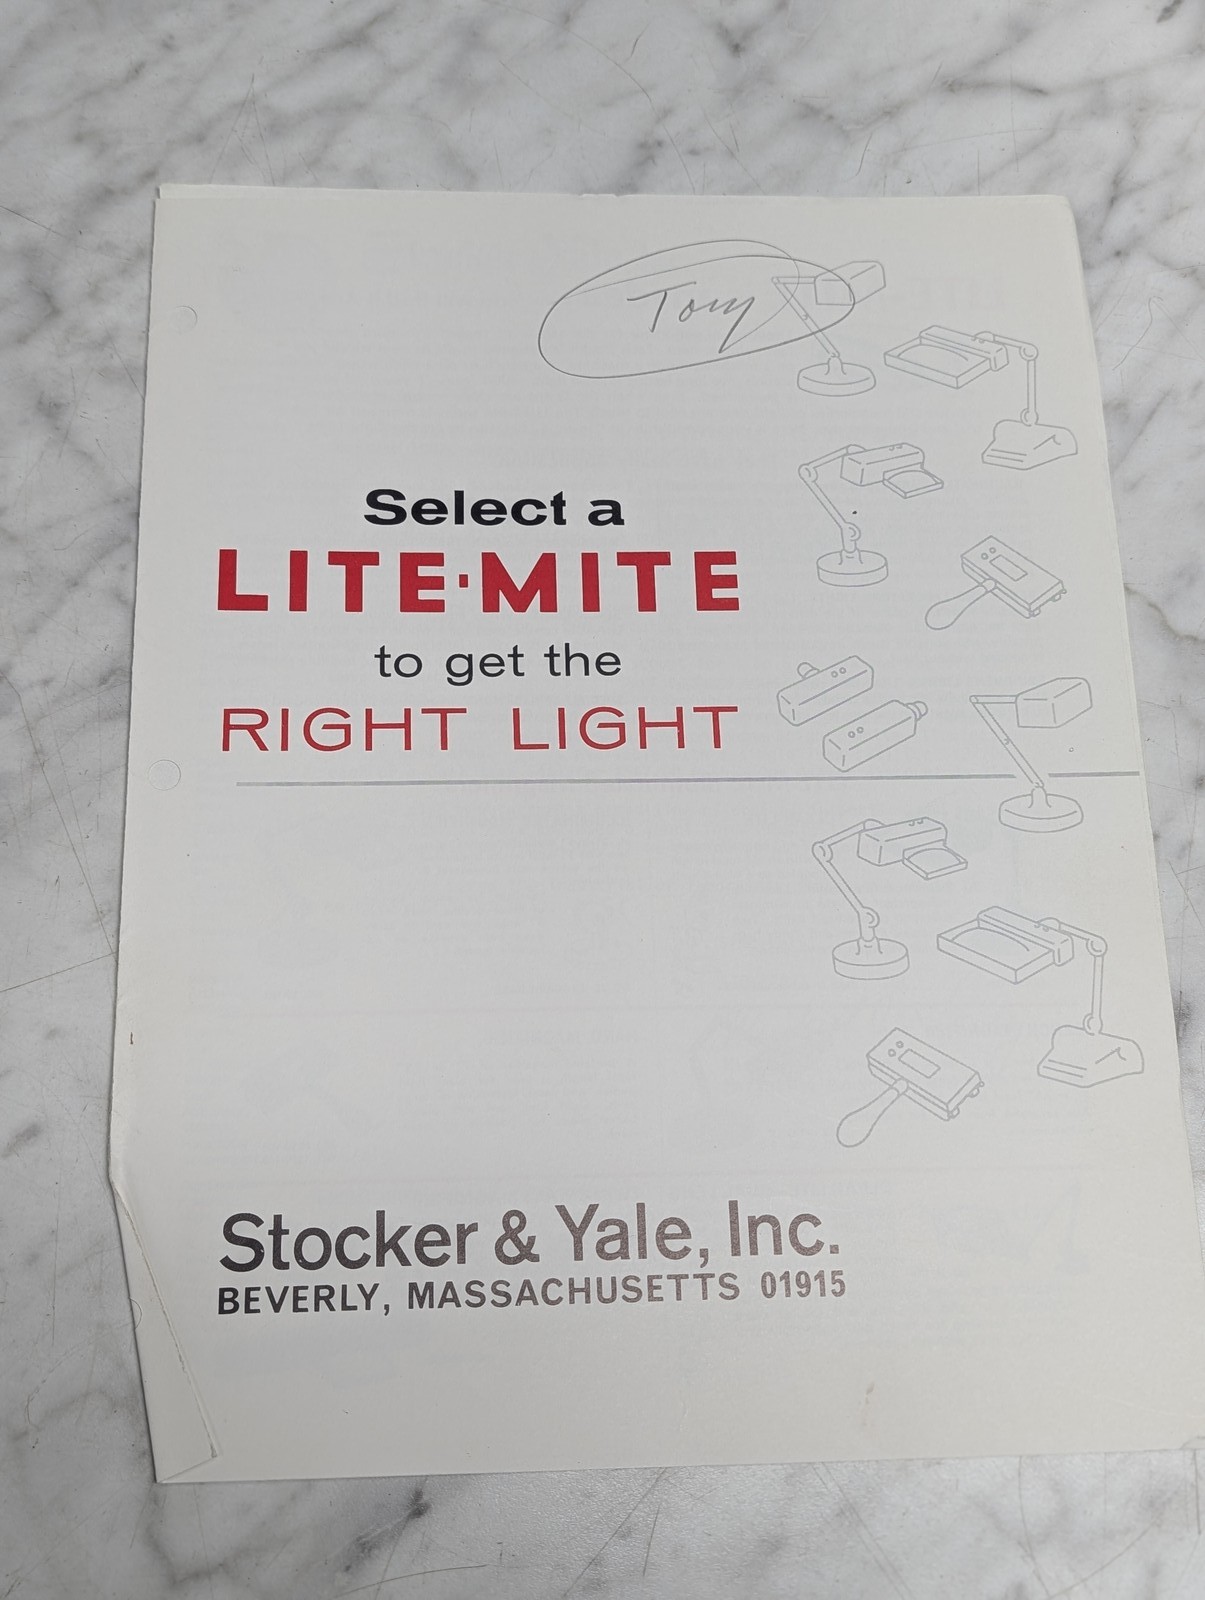 Tony
Select a
LITE·MITE
to get the
RIGHT LIGHT
Stocker & Yale, Inc.
BEVERLY, MASSACHUSETTS 01915